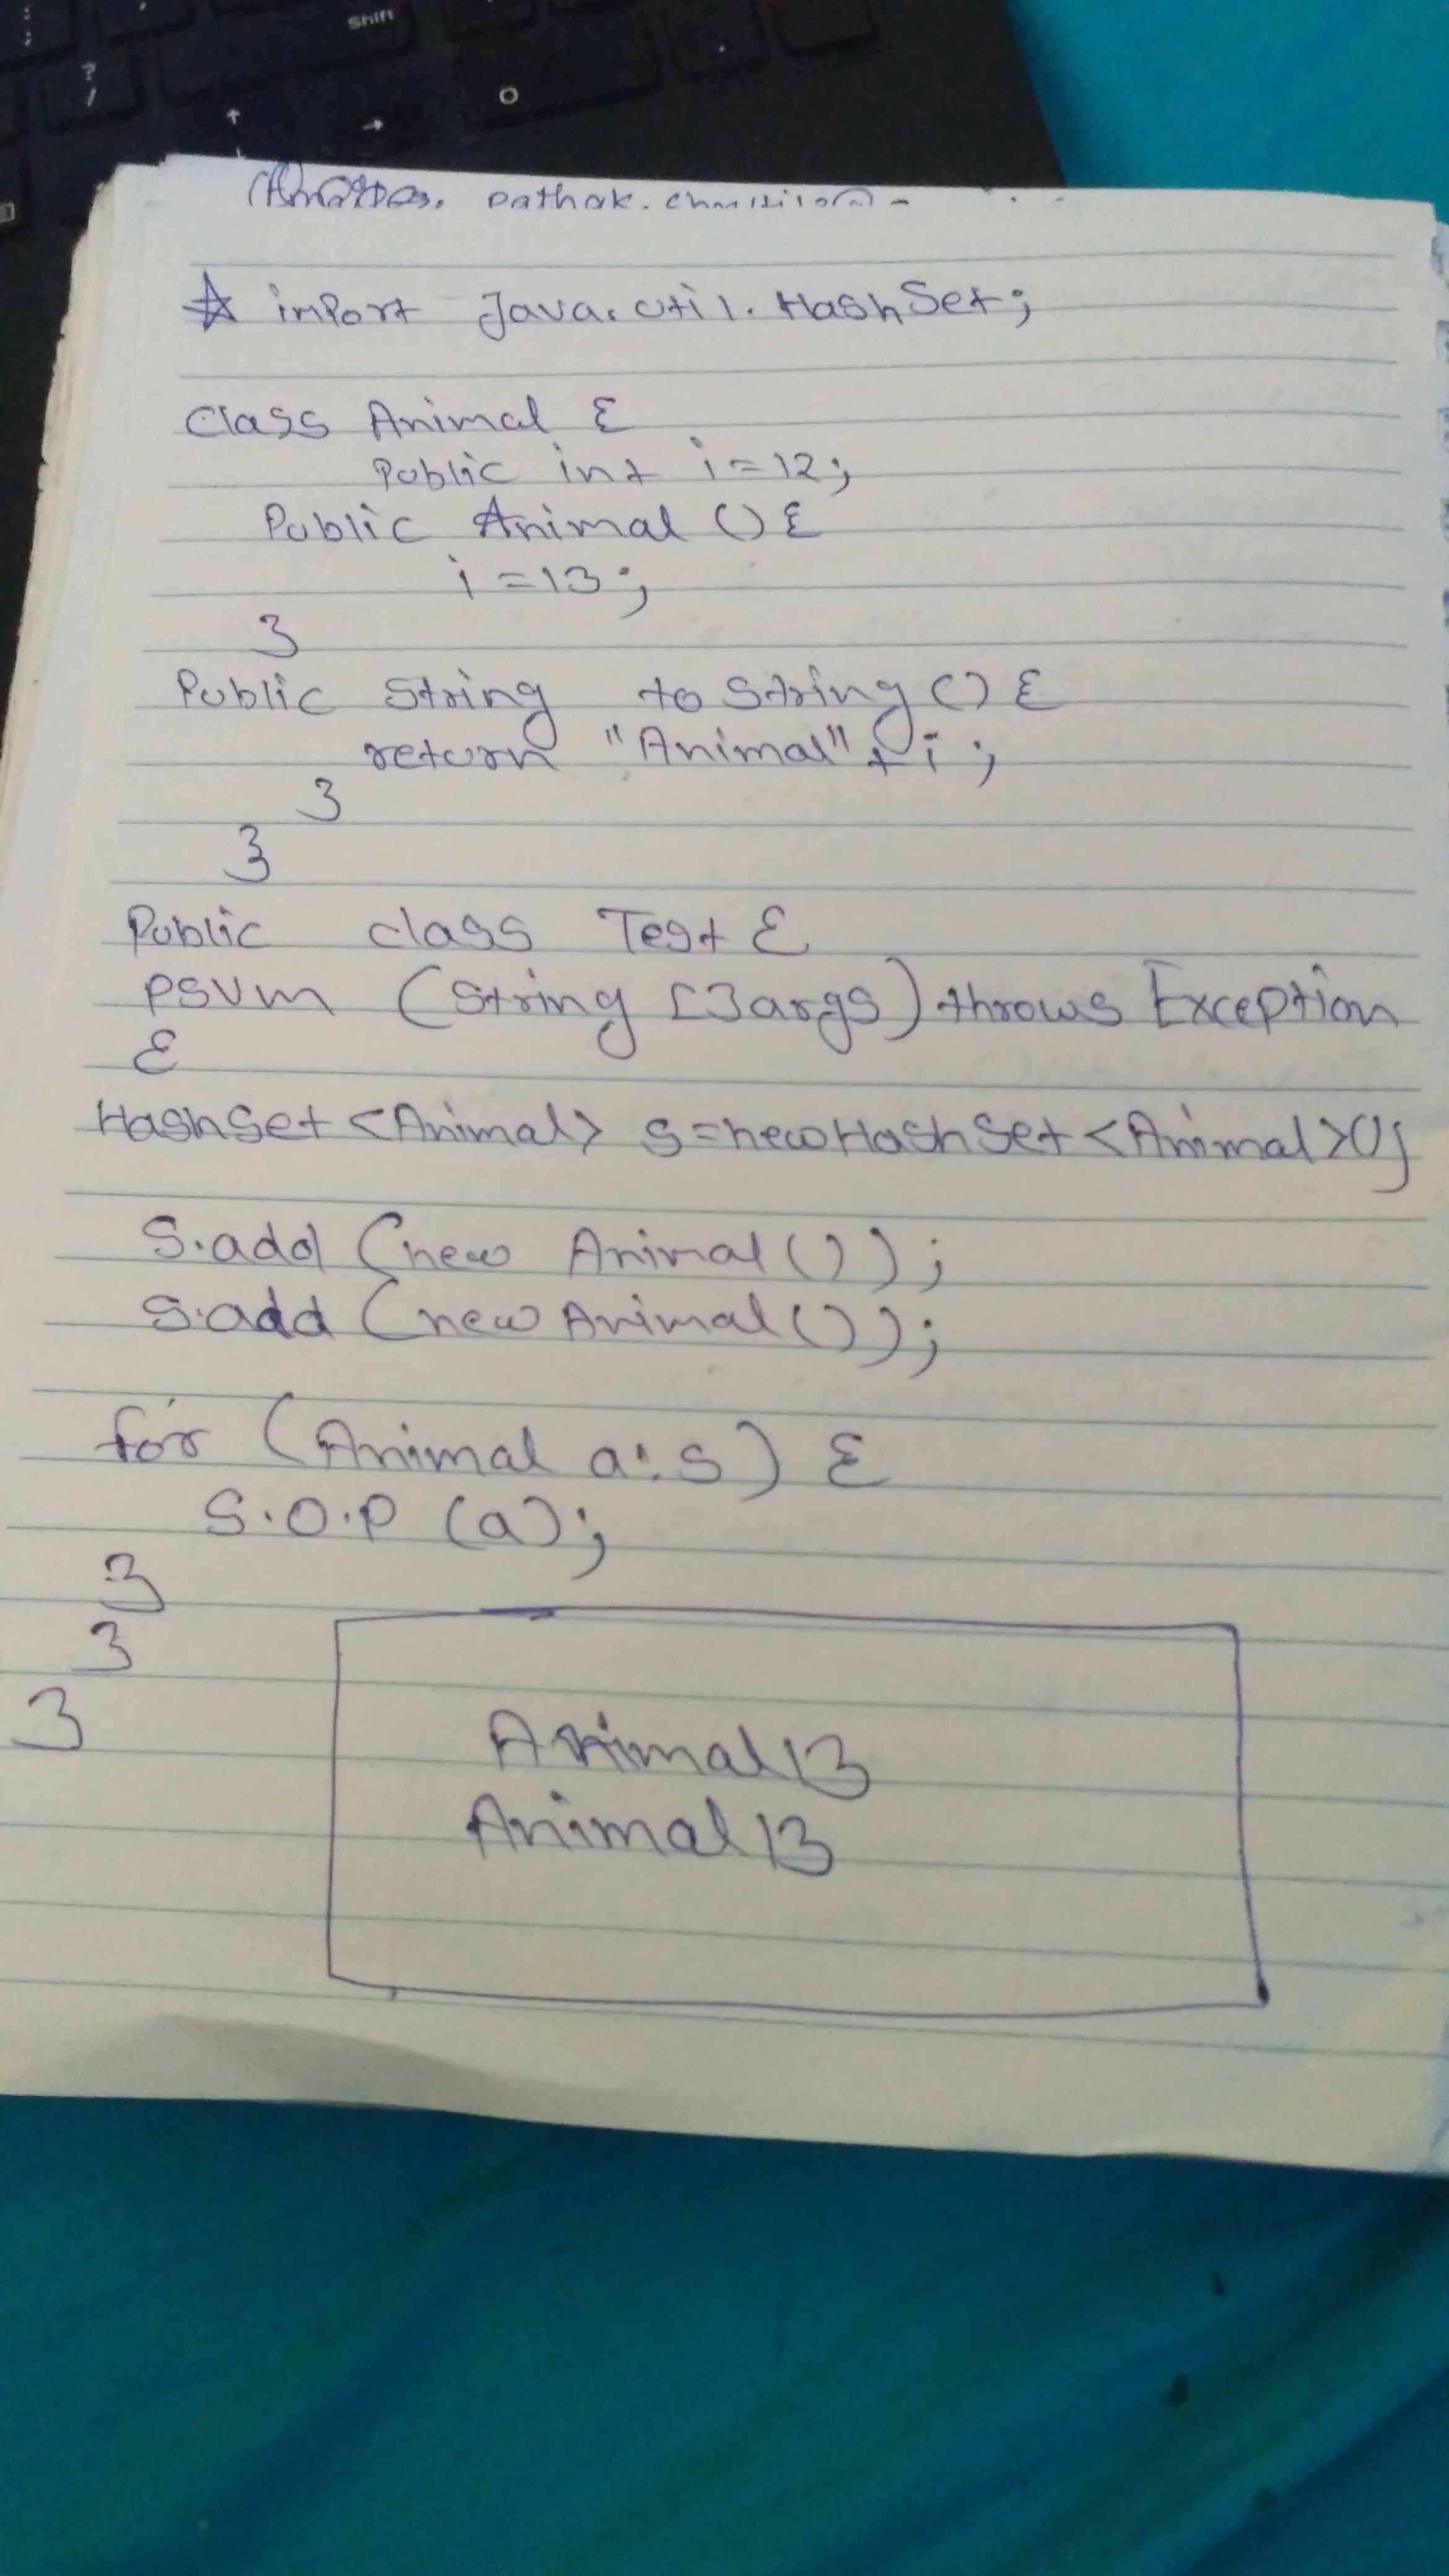 Shift
?
/
pathak.
☆ import Java.util.HashSet;
Class Animal {
Public int i=12;
Public Animal () {
i=13;
}
Public String toString() {
return "Animal"+i;
}
}
Public class Test {
PSVM (String []args) throws Exception
{
HashSet <Animal> s=new HashSet <Animal>();
S.add (new Animal());
S.add (new Animal());
for (Animal a:s) {
S.O.P (a);
}
}
}
Animal13
Animal13